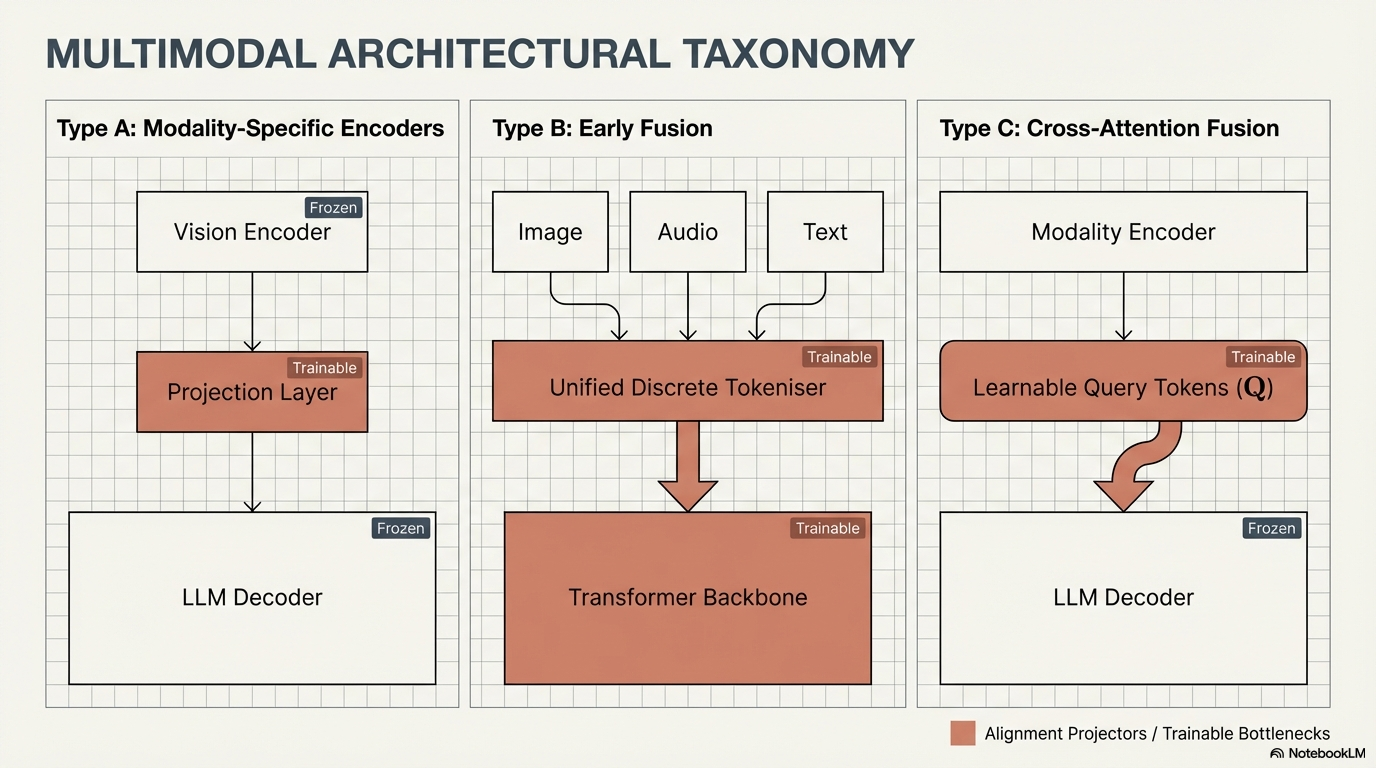 MULTIMODAL ARCHITECTURAL TAXONOMY
Type A: Modality-Specific Encoders
Frozen
Vision Encoder
Trainable
Projection Layer
Frozen
LLM Decoder
Type B: Early Fusion
Image
Audio
Text
Trainable
Unified Discrete Tokeniser
Trainable
Transformer Backbone
Type C: Cross-Attention Fusion
Modality Encoder
Trainable
Learnable Query Tokens (Q)
Frozen
LLM Decoder
Alignment Projectors / Trainable Bottlenecks
NotebookLM